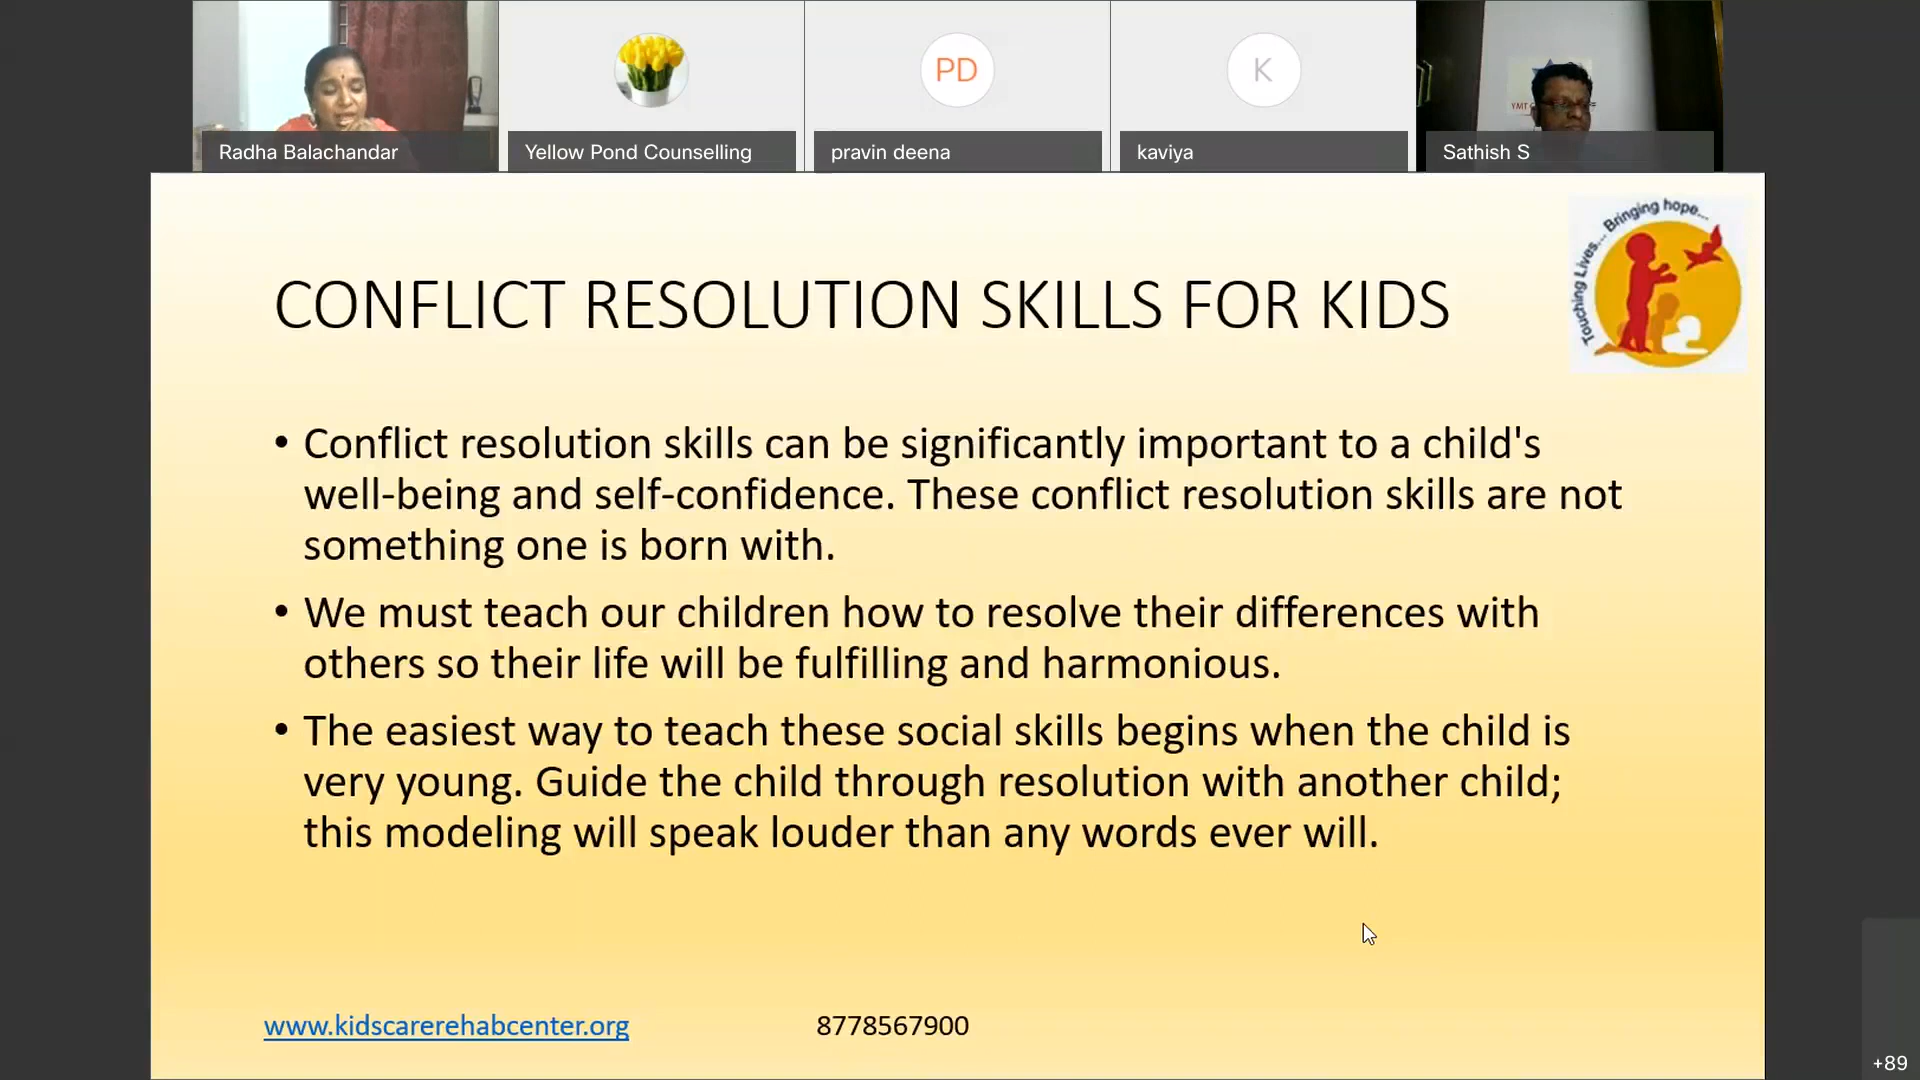 PD
K
YMT
Radha Balachandar
Yellow Pond Counselling
pravin deena
kaviya
Sathish S
Touching Lives... Bringing hope...
CONFLICT RESOLUTION SKILLS FOR KIDS
• Conflict resolution skills can be significantly important to a child's
well-being and self-confidence. These conflict resolution skills are not
something one is born with.
• We must teach our children how to resolve their differences with
others so their life will be fulfilling and harmonious.
• The easiest way to teach these social skills begins when the child is
very young. Guide the child through resolution with another child;
this modeling will speak louder than any words ever will.
www.kidscarerehabcenter.org
8778567900
+89